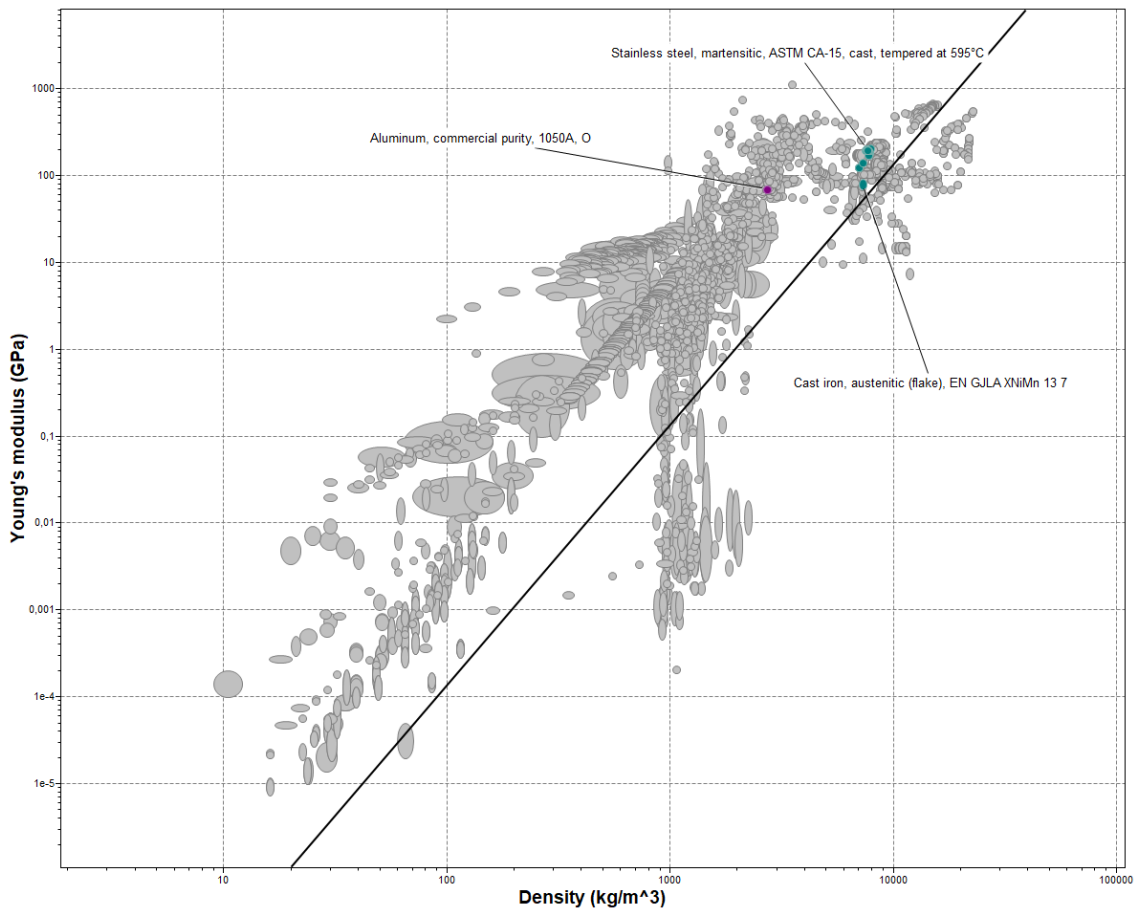 Stainless steel, martensitic, ASTM CA-15, cast, tempered at 595°C
Aluminum, commercial purity, 1050A, O
Cast iron, austenitic (flake), EN GJLA XNiMn 13 7
Young's modulus (GPa)
1000
100
10
1
0,1
0,01
0,001
1e-4
1e-5
10
100
1000
10000
100000
Density (kg/m^3)